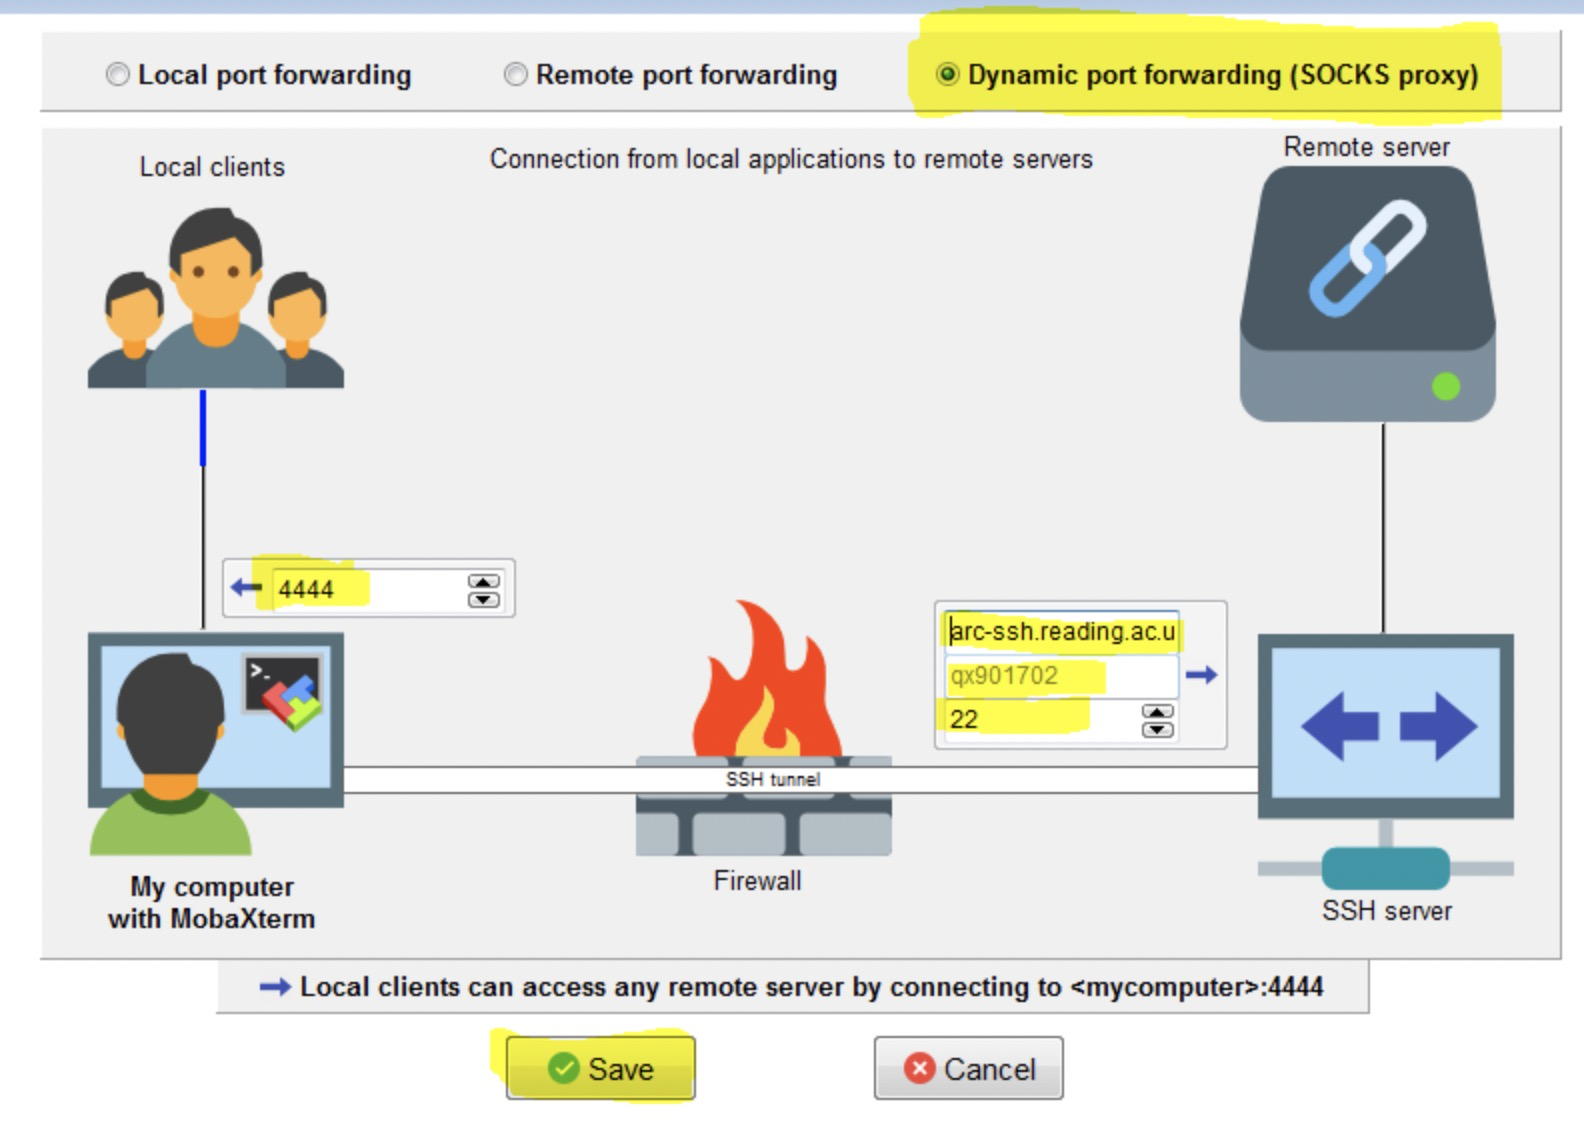 Local port forwarding
Remote port forwarding
Dynamic port forwarding (SOCKS proxy)
Local clients
Connection from local applications to remote servers
Remote server
4444
>_
arc-ssh.reading.ac.u
qx901702
22
SSH tunnel
My computer
with MobaXterm
Firewall
SSH server
Local clients can access any remote server by connecting to <mycomputer>:4444
Save
Cancel